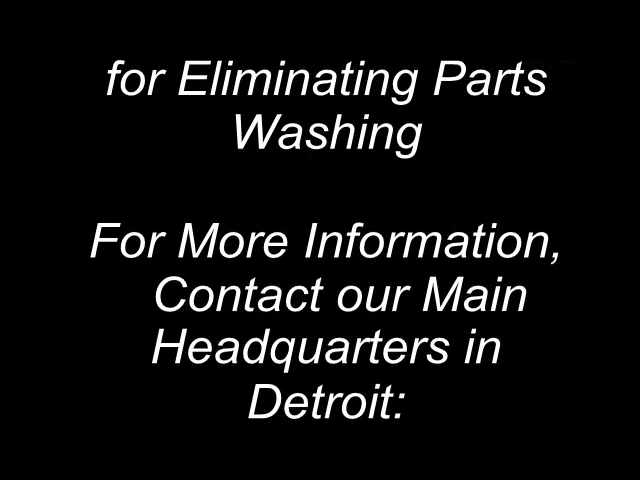 for Eliminating Parts
Washing
For More Information,
Contact our Main
Headquarters in
Detroit: